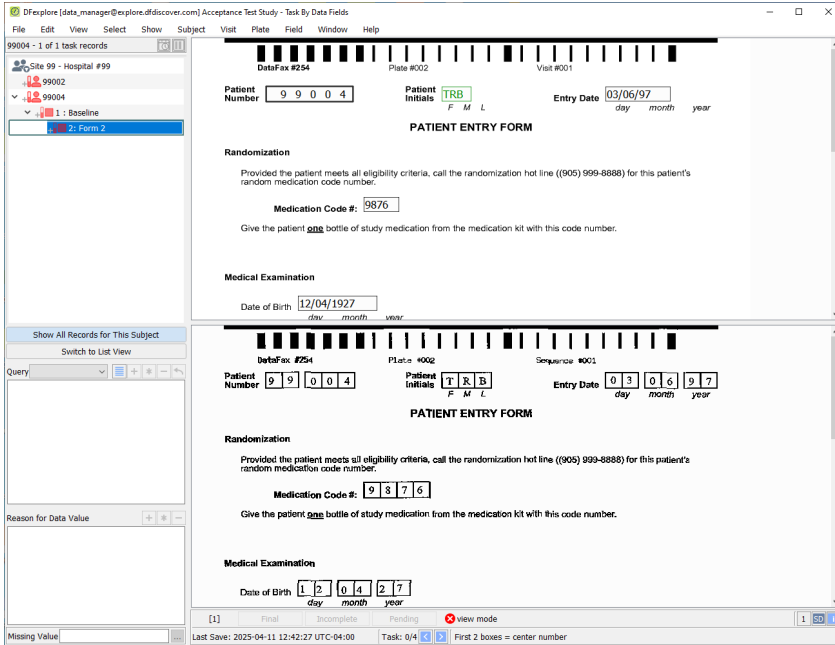 DFexplore [data_manager@explore.dfdiscover.com] Acceptance Test Study - Task By Data Fields
File Edit View Select Show Subject Visit Plate Field Window Help
99004 - 1 of 1 task records
Site 99 - Hospital #99
99002
99004
1 : Baseline
2: Form 2
Show All Records for This Subject
Switch to List View
Query
Reason for Data Value
Missing Value
...
DataFax #254 Plate #002 Visit #001
Patient Number 9 9 0 0 4 Patient Initials TRB Entry Date 03/06/97
F M L day month year
PATIENT ENTRY FORM
Randomization
Provided the patient meets all eligibility criteria, call the randomization hot line ((905) 999-8888) for this patient's
random medication code number.
Medication Code #: 9876
Give the patient one bottle of study medication from the medication kit with this code number.
Medical Examination
Date of Birth 12/04/1927
day month year
DataFax #254 Plate #002 Sequence #001
Patient Number 9 9 0 0 4 Patient Initials T R B Entry Date 0 3 0 6 9 7
F M L day month year
PATIENT ENTRY FORM
Randomization
Provided the patient meets all eligibility criteria, call the randomization hot line ((905) 999-8888) for this patient's
random medication code number.
Medication Code #: 9 8 7 6
Give the patient one bottle of study medication from the medication kit with this code number.
Medical Examination
Date of Birth 1 2 0 4 2 7
day month year
[1] Final Incomplete Pending view mode 1 SD
Last Save: 2025-04-11 12:42:27 UTC-04:00 Task: 0/4 First 2 boxes = center number